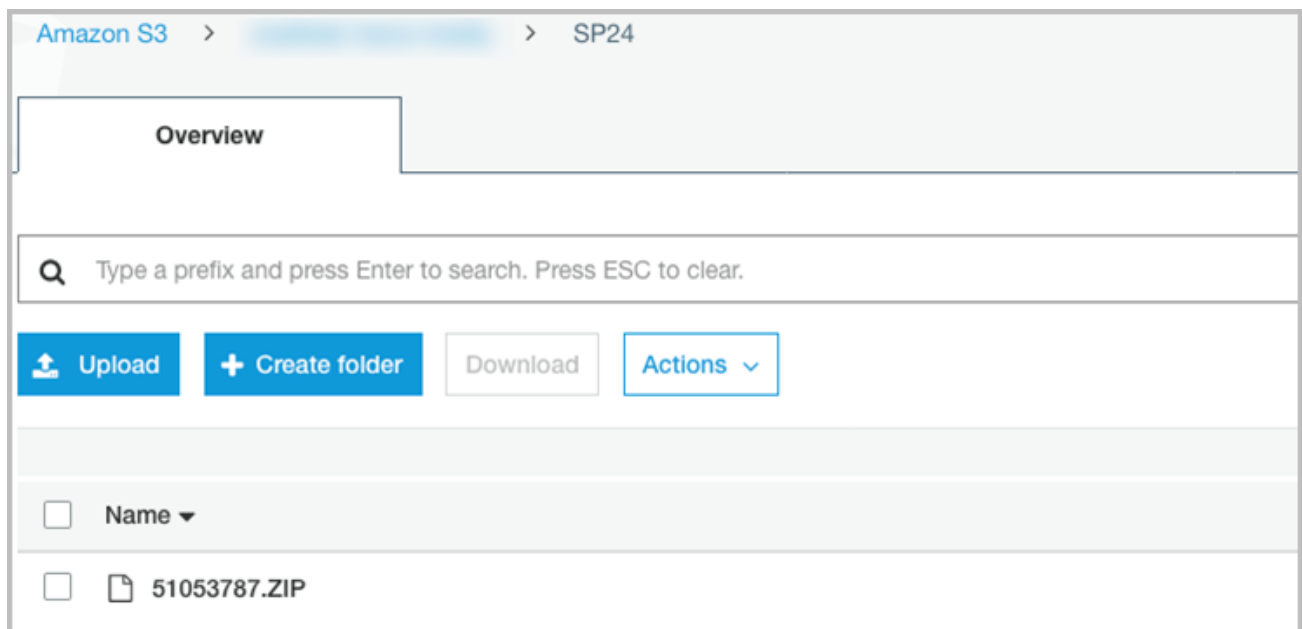 Amazon S3 > > SP24
Overview
Type a prefix and press Enter to search. Press ESC to clear.
Upload + Create folder Download Actions
Name
51053787.ZIP